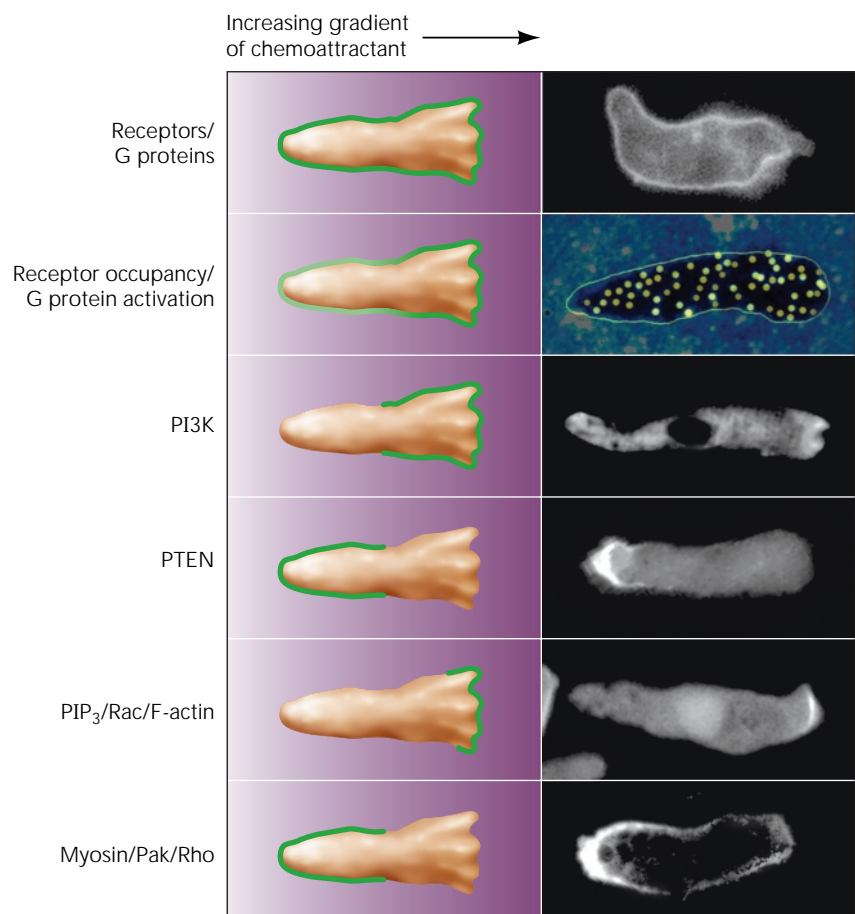 Increasing gradient
of chemoattractant
Receptors/
G proteins
Receptor occupancy/
G protein activation
PI3K
PTEN
PIP₃/Rac/F-actin
Myosin/Pak/Rho